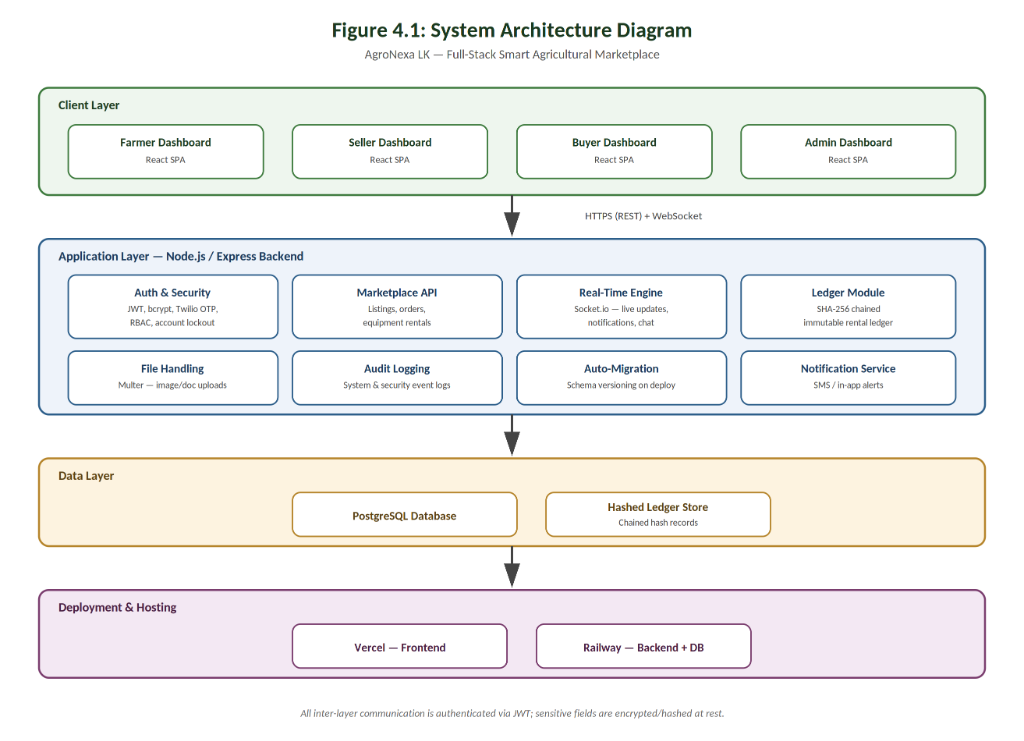 Figure 4.1: System Architecture Diagram
AgroNexa LK — Full-Stack Smart Agricultural Marketplace
Client Layer
Farmer Dashboard
React SPA
Seller Dashboard
React SPA
Buyer Dashboard
React SPA
Admin Dashboard
React SPA
HTTPS (REST) + WebSocket
Application Layer — Node.js / Express Backend
Auth & Security
JWT, bcrypt, Twilio OTP,
RBAC, account lockout
Marketplace API
Listings, orders,
equipment rentals
Real-Time Engine
Socket.io — live updates,
notifications, chat
Ledger Module
SHA-256 chained
immutable rental ledger
File Handling
Multer — image/doc uploads
Audit Logging
System & security event logs
Auto-Migration
Schema versioning on deploy
Notification Service
SMS / in-app alerts
Data Layer
PostgreSQL Database
Hashed Ledger Store
Chained hash records
Deployment & Hosting
Vercel — Frontend
Railway — Backend + DB
All inter-layer communication is authenticated via JWT; sensitive fields are encrypted/hashed at rest.